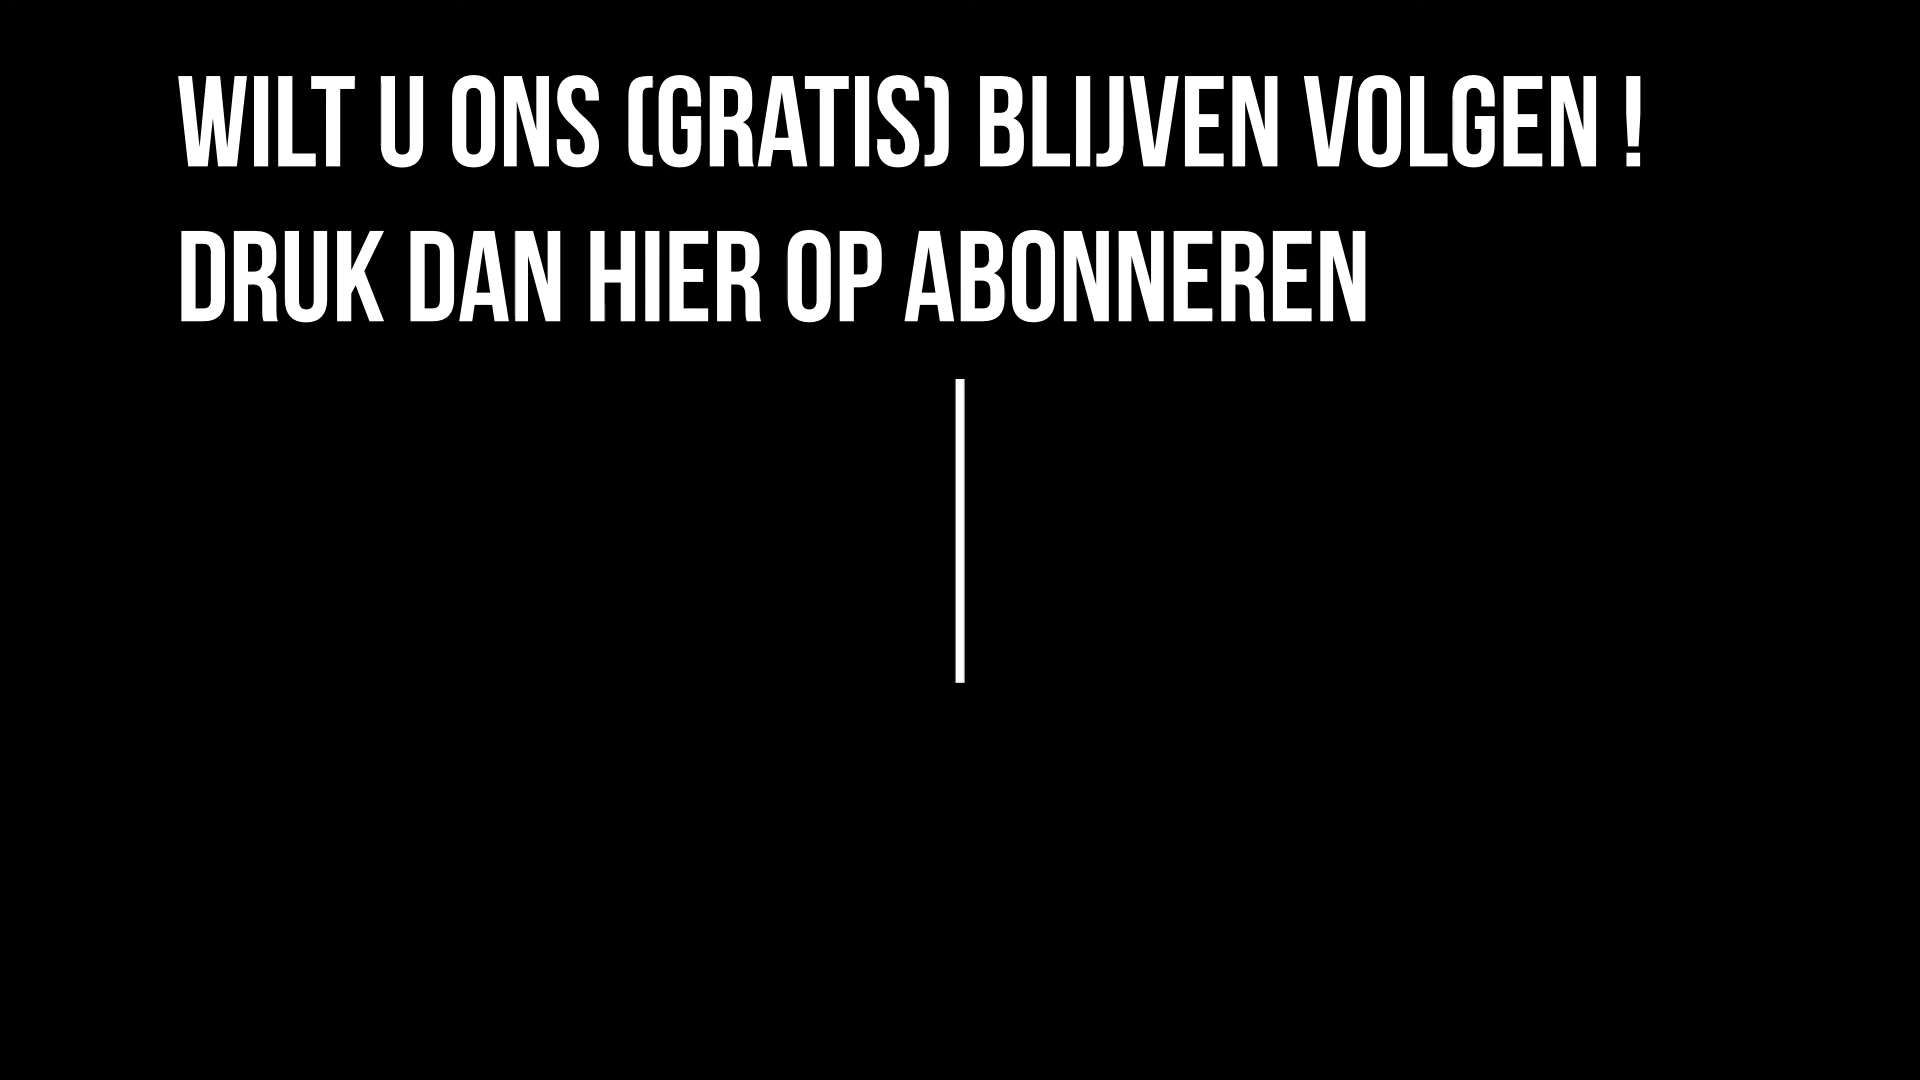 WILT U ONS (GRATIS) BLIJVEN VOLGEN !
DRUK DAN HIER OP ABONNEREN